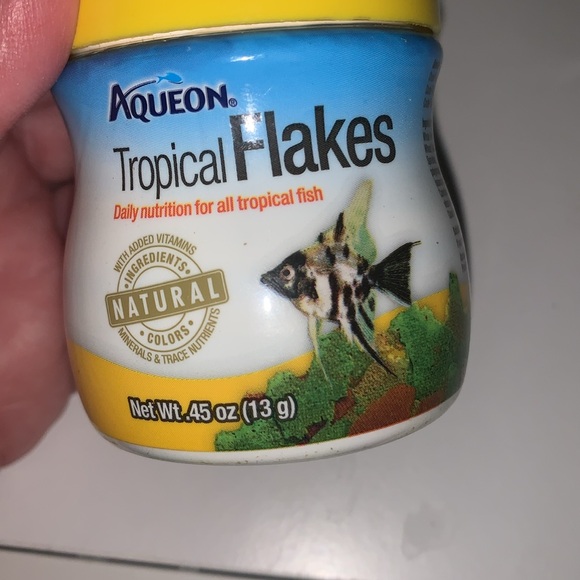 AQUEON®
Tropical Flakes
Daily nutrition for all tropical fish
WITH ADDED VITAMINS
•INGREDIENTS•
NATURAL
• COLORS •
MINERALS & TRACE NUTRIENTS
Net Wt .45 oz (13 g)